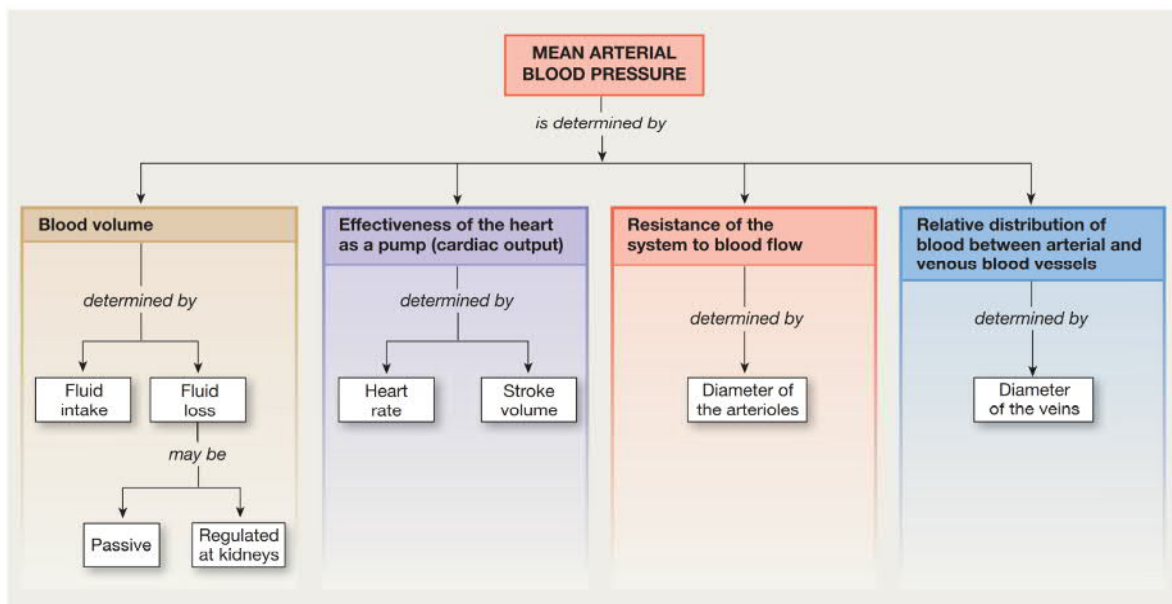 MEAN ARTERIAL
BLOOD PRESSURE
is determined by
Blood volume
determined by
Fluid
intake
Fluid
loss
may be
Passive
Regulated
at kidneys
Effectiveness of the heart
as a pump (cardiac output)
determined by
Heart
rate
Stroke
volume
Resistance of the
system to blood flow
determined by
Diameter of
the arterioles
Relative distribution of
blood between arterial and
venous blood vessels
determined by
Diameter
of the veins